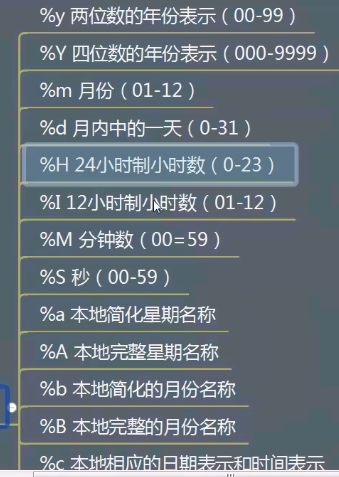 %y 两位数的年份表示（00-99）
%Y 四位数的年份表示（000-9999）
%m 月份（01-12）
%d 月内中的一天（0-31）
%H 24小时制小时数（0-23）
%I 12小时制小时数（01-12）
%M 分钟数（00=59）
%S 秒（00-59）
%a 本地简化星期名称
%A 本地完整星期名称
%b 本地简化的月份名称
%B 本地完整的月份名称
%c 本地相应的日期表示和时间表示